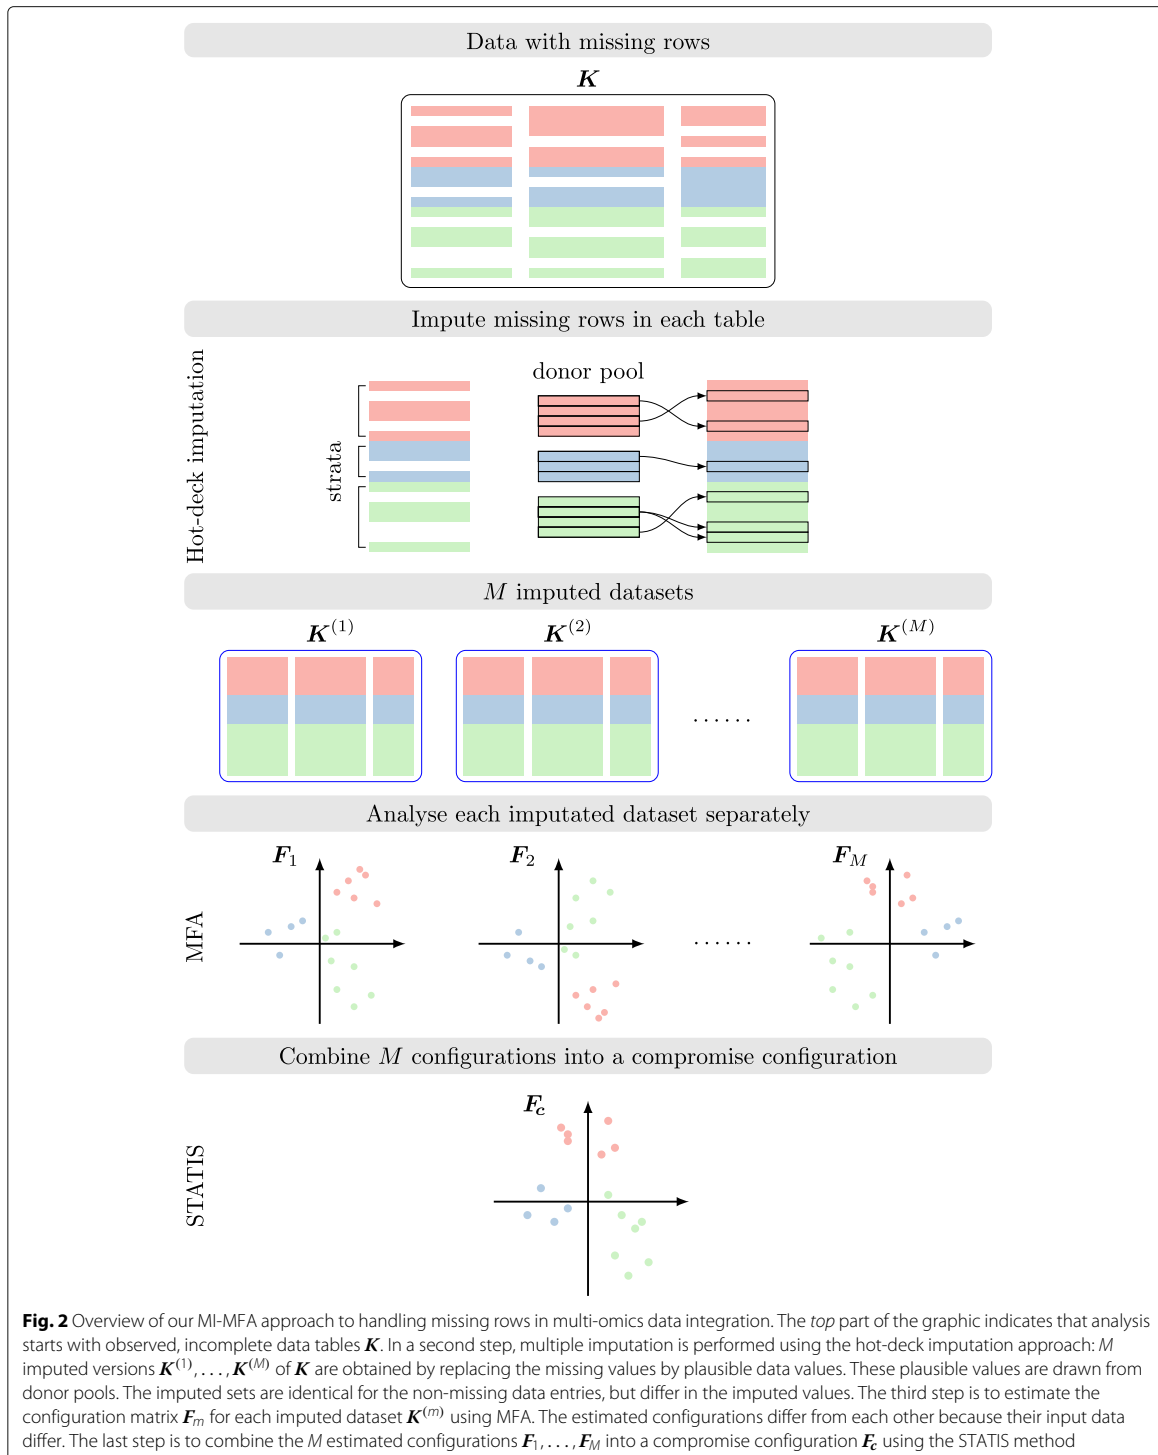 Data with missing rows
K
Impute missing rows in each table
Hot-deck imputation
strata
donor pool
M imputed datasets
K^(1)
K^(2)
K^(M)
......
Analyse each imputated dataset separately
MFA
F_1
F_2
F_M
......
Combine M configurations into a compromise configuration
STATIS
F_c
Fig. 2 Overview of our MI-MFA approach to handling missing rows in multi-omics data integration. The top part of the graphic indicates that analysis
starts with observed, incomplete data tables K. In a second step, multiple imputation is performed using the hot-deck imputation approach: M
imputed versions K^(1), . . . , K^(M) of K are obtained by replacing the missing values by plausible data values. These plausible values are drawn from
donor pools. The imputed sets are identical for the non-missing data entries, but differ in the imputed values. The third step is to estimate the
configuration matrix F_m for each imputed dataset K^(m) using MFA. The estimated configurations differ from each other because their input data
differ. The last step is to combine the M estimated configurations F_1, . . . , F_M into a compromise configuration F_c using the STATIS method